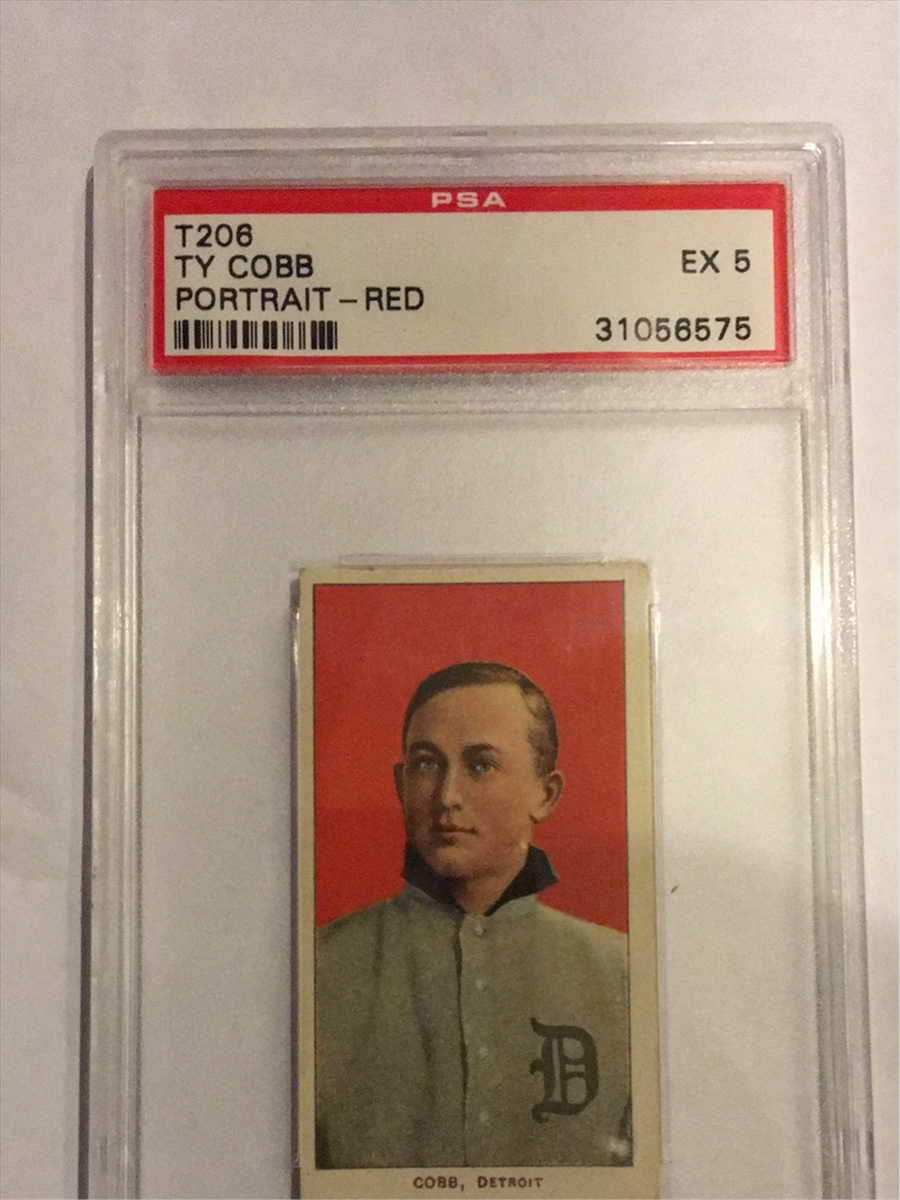 PSA
T206
TY COBB
EX 5
PORTRAIT - RED
31056575
D
COBB, DETROIT